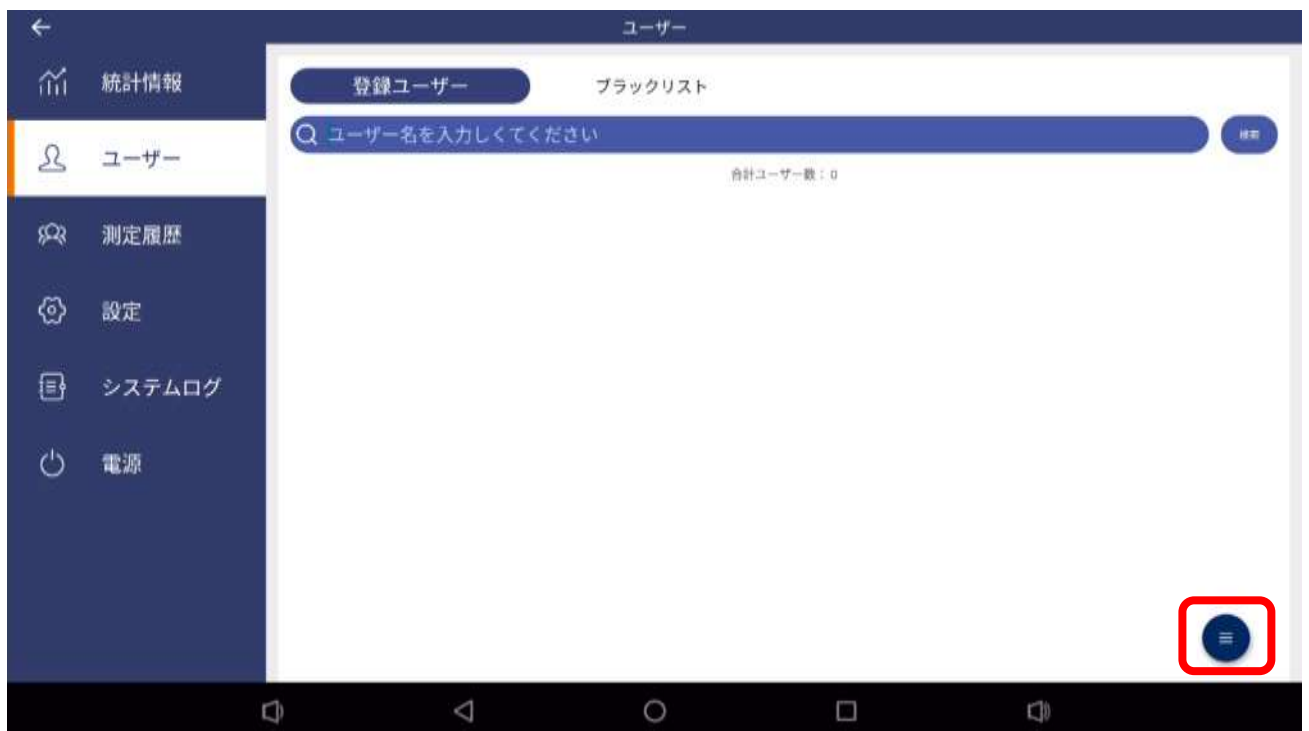 ユーザー
統計情報
ユーザー
測定履歴
設定
システムログ
電源
登録ユーザー
ブラックリスト
ユーザー名を入力しくてください
検索
合計ユーザー数：0